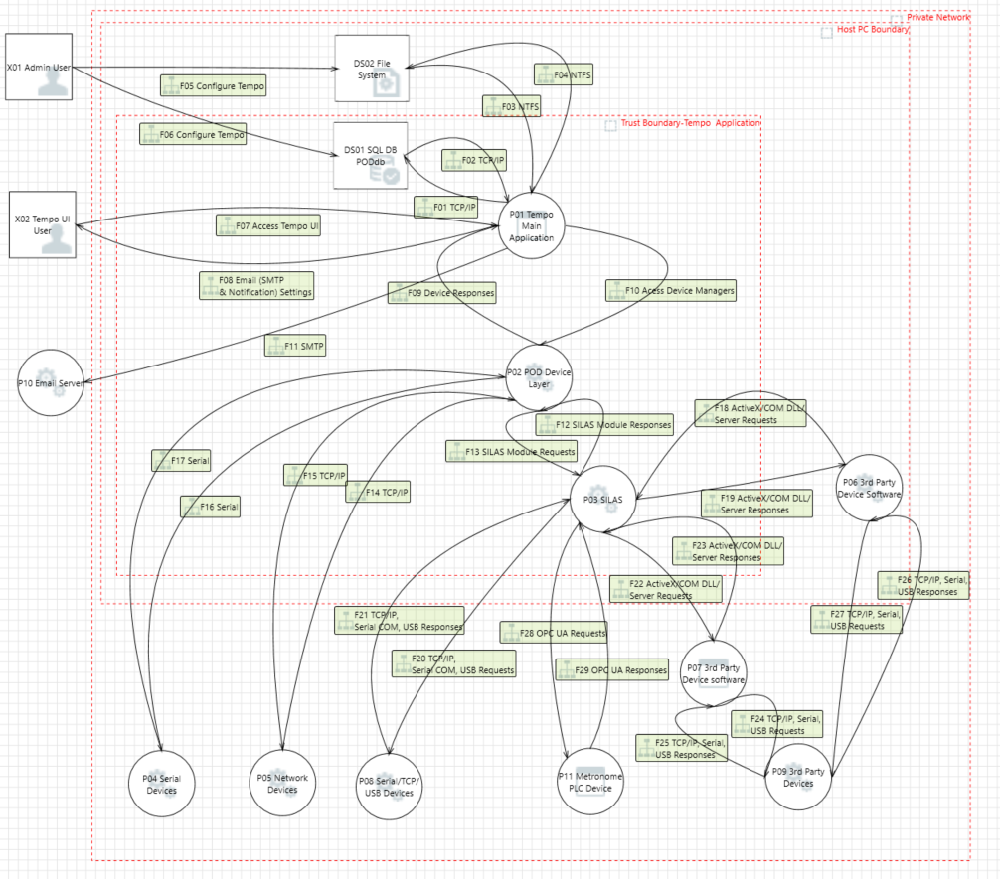 Private Network
Host PC Boundary
X01 Admin User
DS02 File
System
F04 NTFS
F05 Configure Tempo
F03 NTFS
Trust Boundary-Tempo Application
F06 Configure Tempo
DS01 SQL DB
PODdb
F02 TCP/IP
F01 TCP/IP
X02 Tempo UI
User
F07 Access Tempo UI
P01 Tempo
Main
Application
F08 Email (SMTP
& Notification) Settings
F09 Device Responses
F10 Acess Device Managers
F11 SMTP
P10 Email Server
P02 POD Device
Layer
F12 SILAS Module Responses
F13 SILAS Module Requests
F18 ActiveX/COM DLL/
Server Requests
F17 Serial
F15 TCP/IP
F14 TCP/IP
F16 Serial
P03 SILAS
P06 3rd Party
Device Software
F19 ActiveX/COM DLL/
Server Responses
F23 ActiveX/COM DLL/
Server Responses
F22 ActiveX/COM DLL/
Server Requests
F26 TCP/IP, Serial,
USB Responses
F27 TCP/IP, Serial,
USB Requests
F21 TCP/IP,
Serial COM, USB Responses
F28 OPC UA Requests
F20 TCP/IP,
Serial COM, USB Requests
F29 OPC UA Responses
P07 3rd Party
Device software
F24 TCP/IP, Serial,
USB Requests
F25 TCP/IP, Serial,
USB Responses
P04 Serial
Devices
P05 Network
Devices
P08 Serial/TCP/
USB Devices
P11 Metronome
PLC Device
P09 3rd Party
Devices